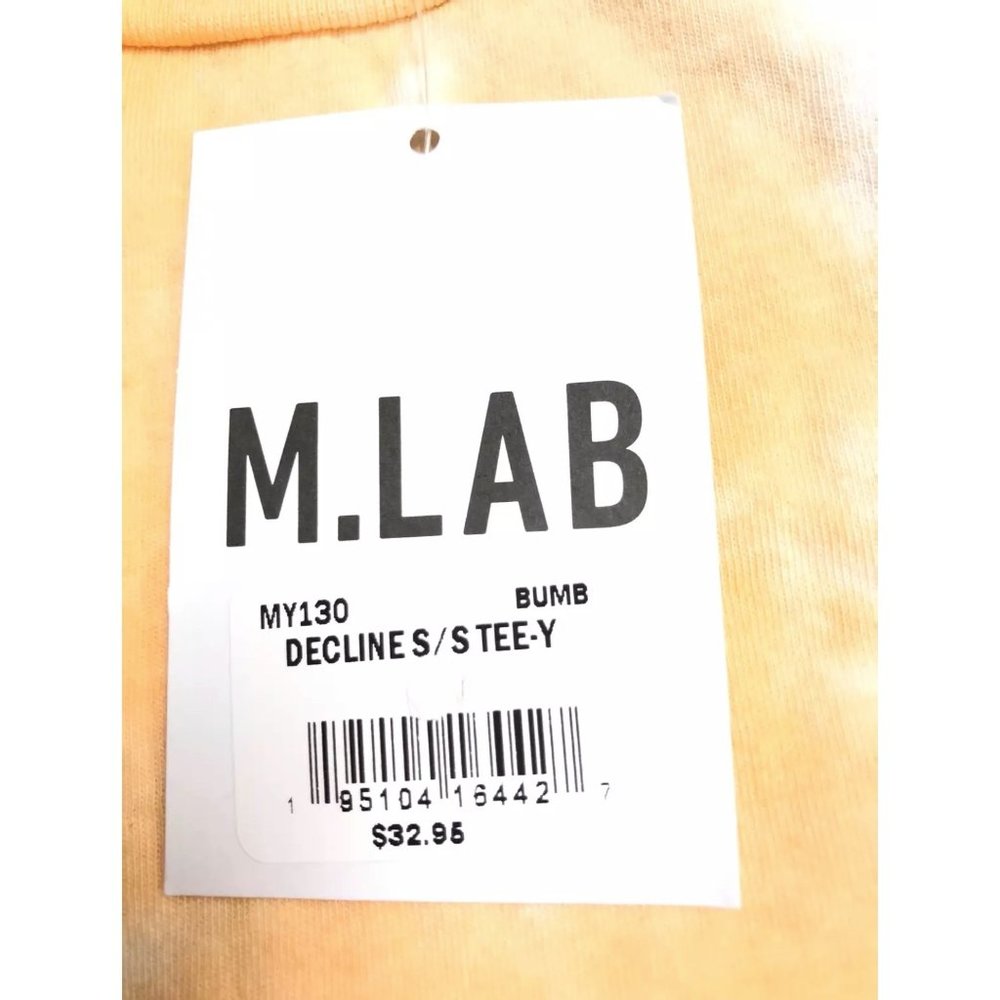 M.LAB
MY130 BUMB
DECLINE S/S TEE-Y
1 95104 16442 7
$32.95